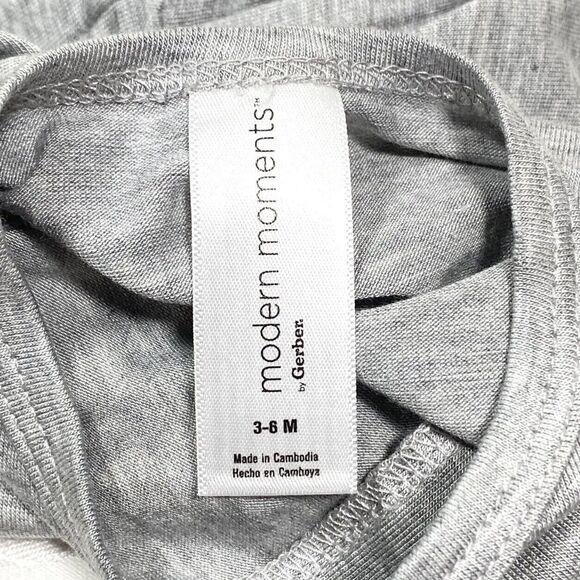 modern moments™
by Gerber.
3-6 M
Made in Cambodia
Hecho en Camboya